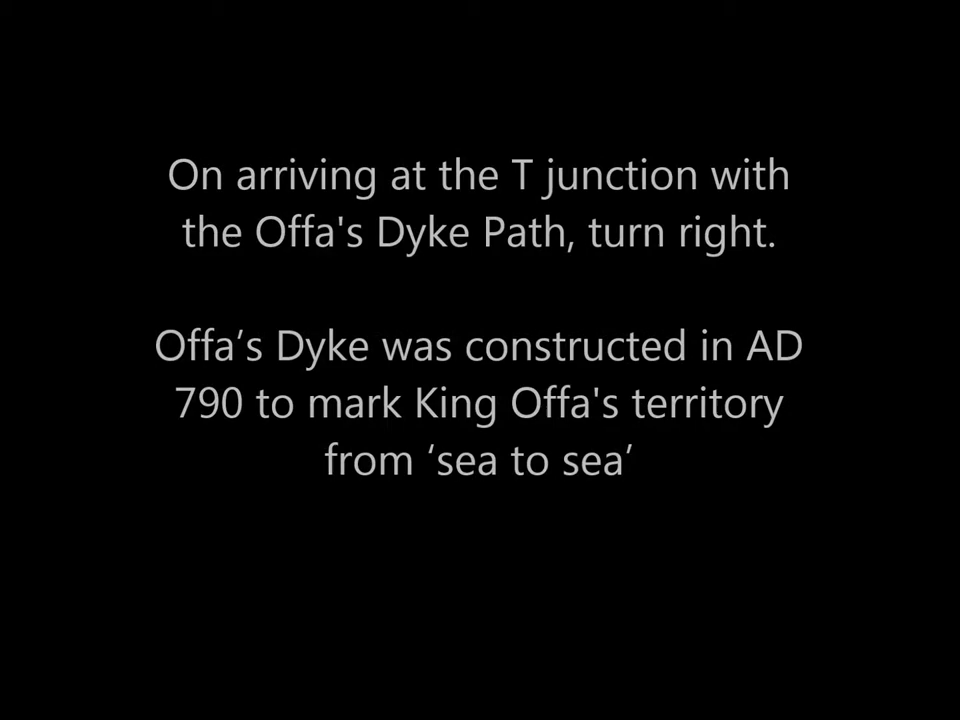 On arriving at the T junction with
the Offa's Dyke Path, turn right.
Offa’s Dyke was constructed in AD
790 to mark King Offa's territory
from ‘sea to sea’